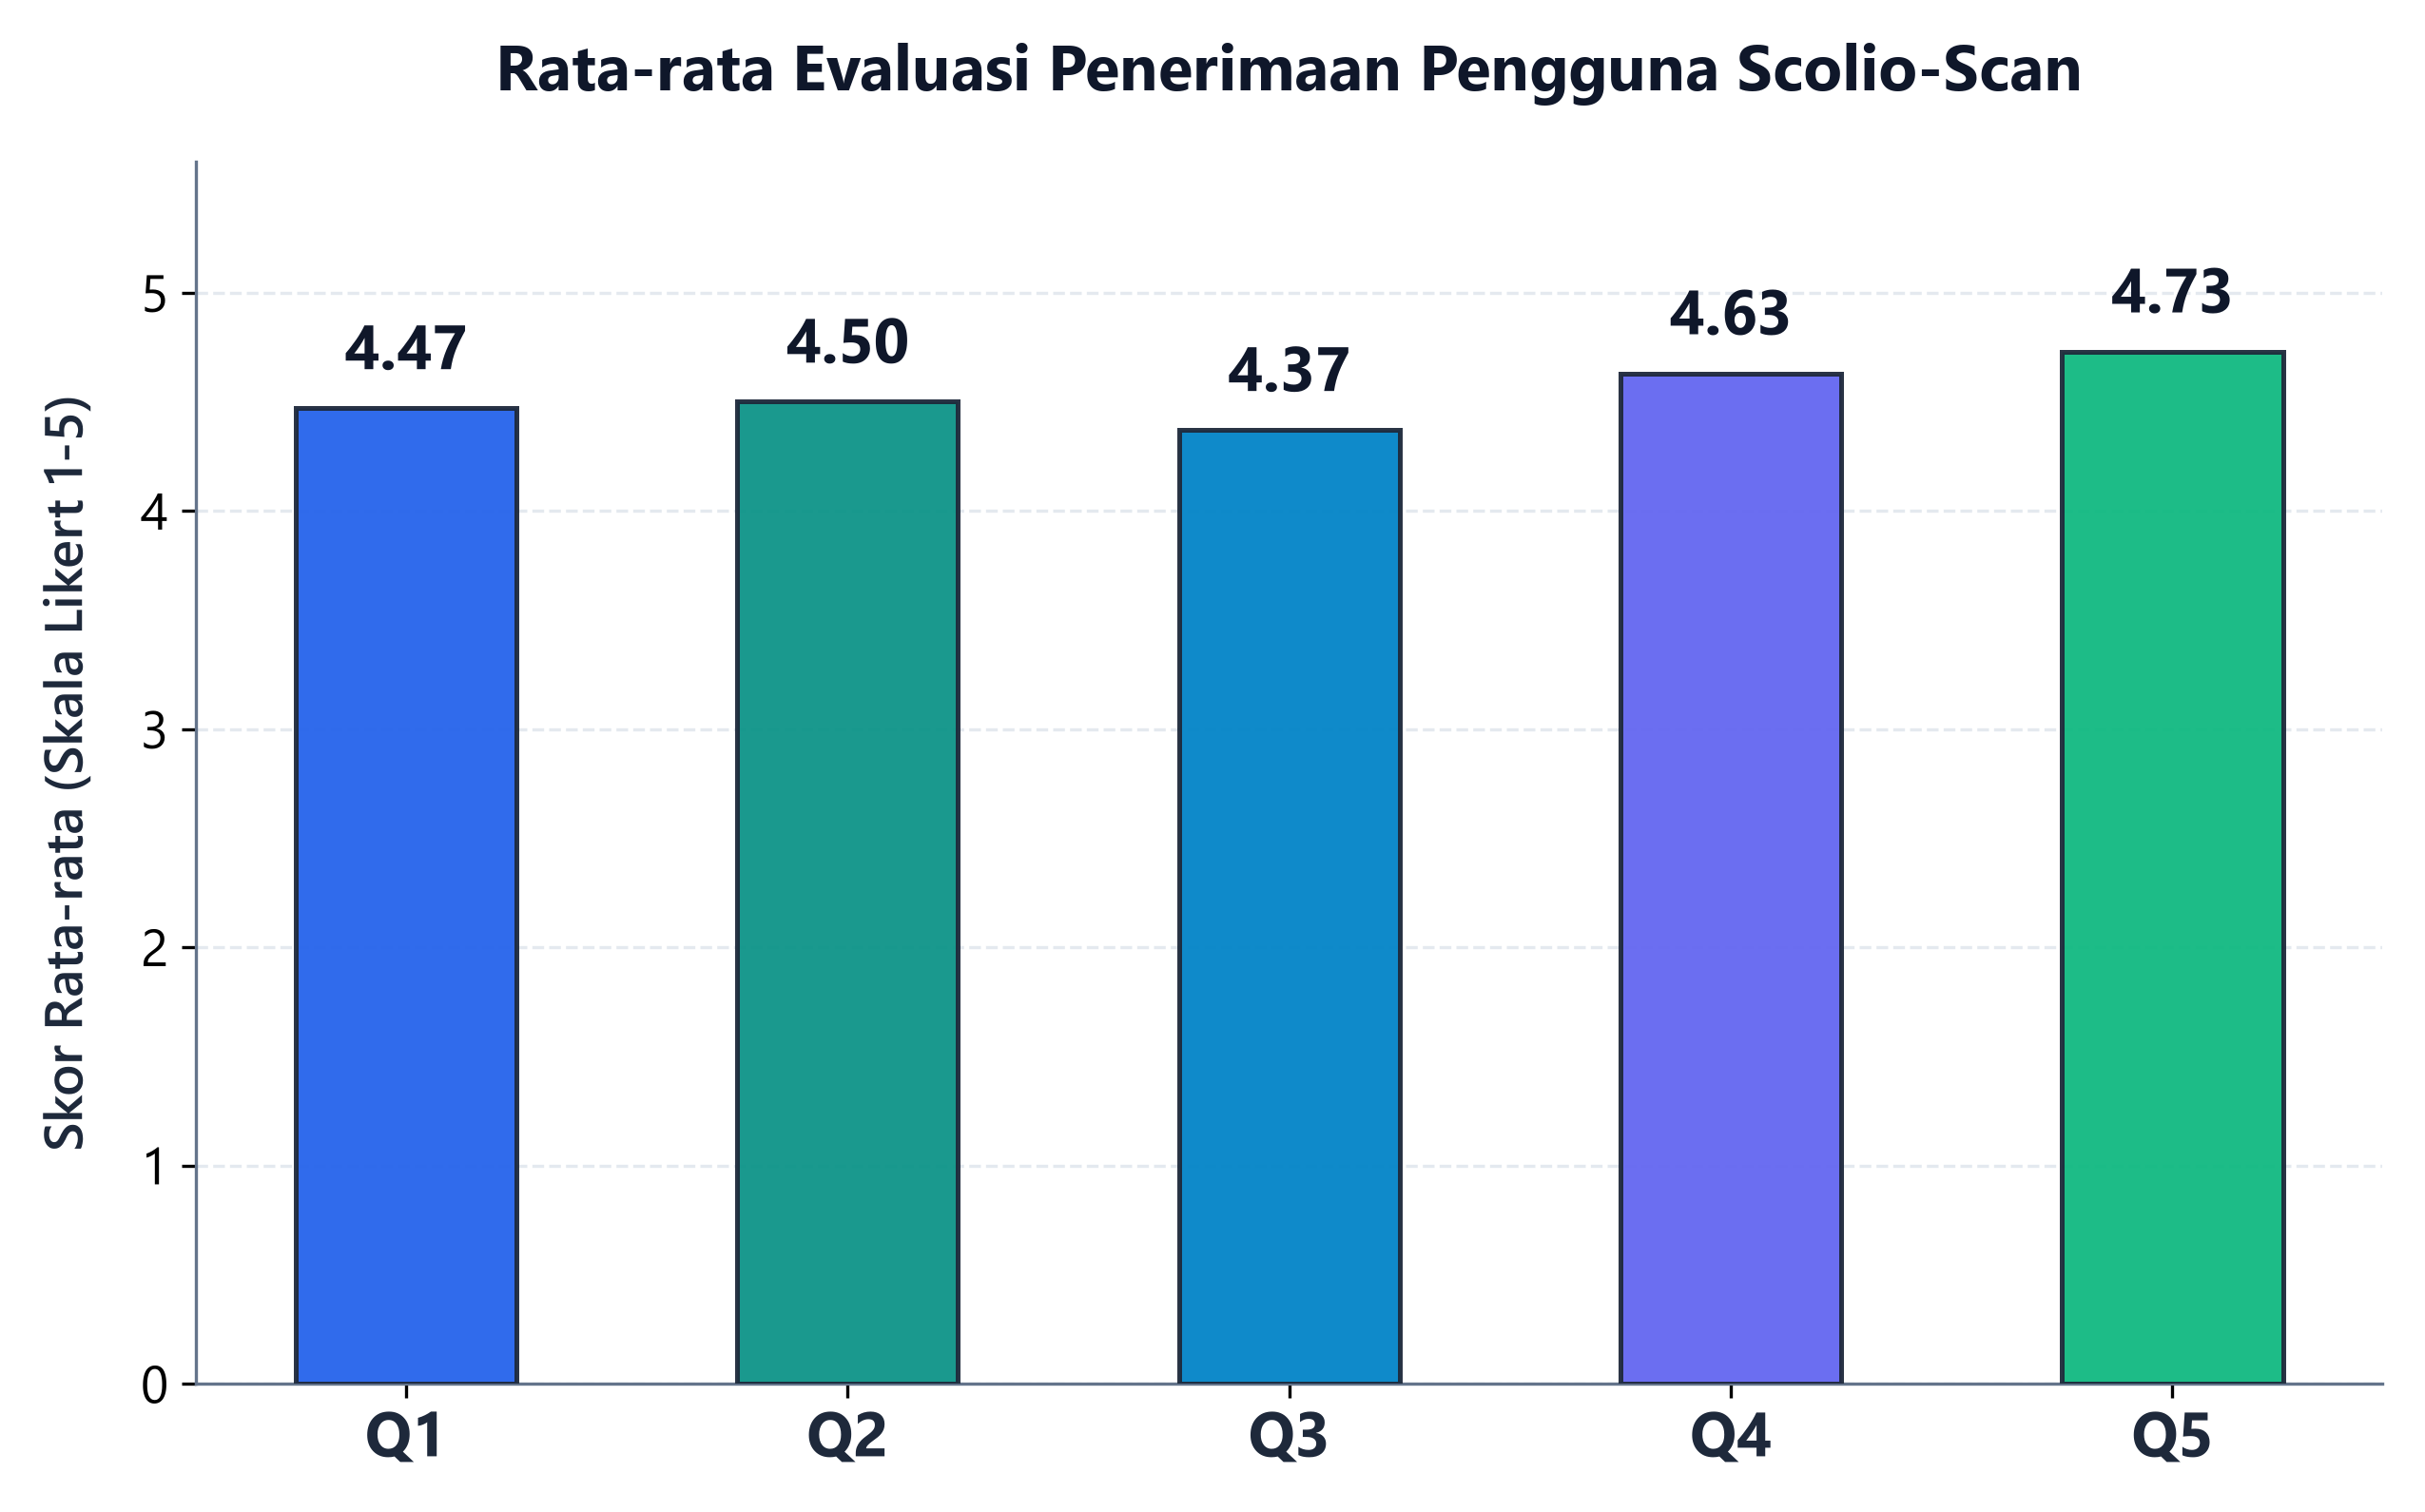 Rata-rata Evaluasi Penerimaan Pengguna Scolio-Scan
Skor Rata-rata (Skala Likert 1-5)
5
4
3
2
1
0
4.47
4.50
4.37
4.63
4.73
Q1
Q2
Q3
Q4
Q5